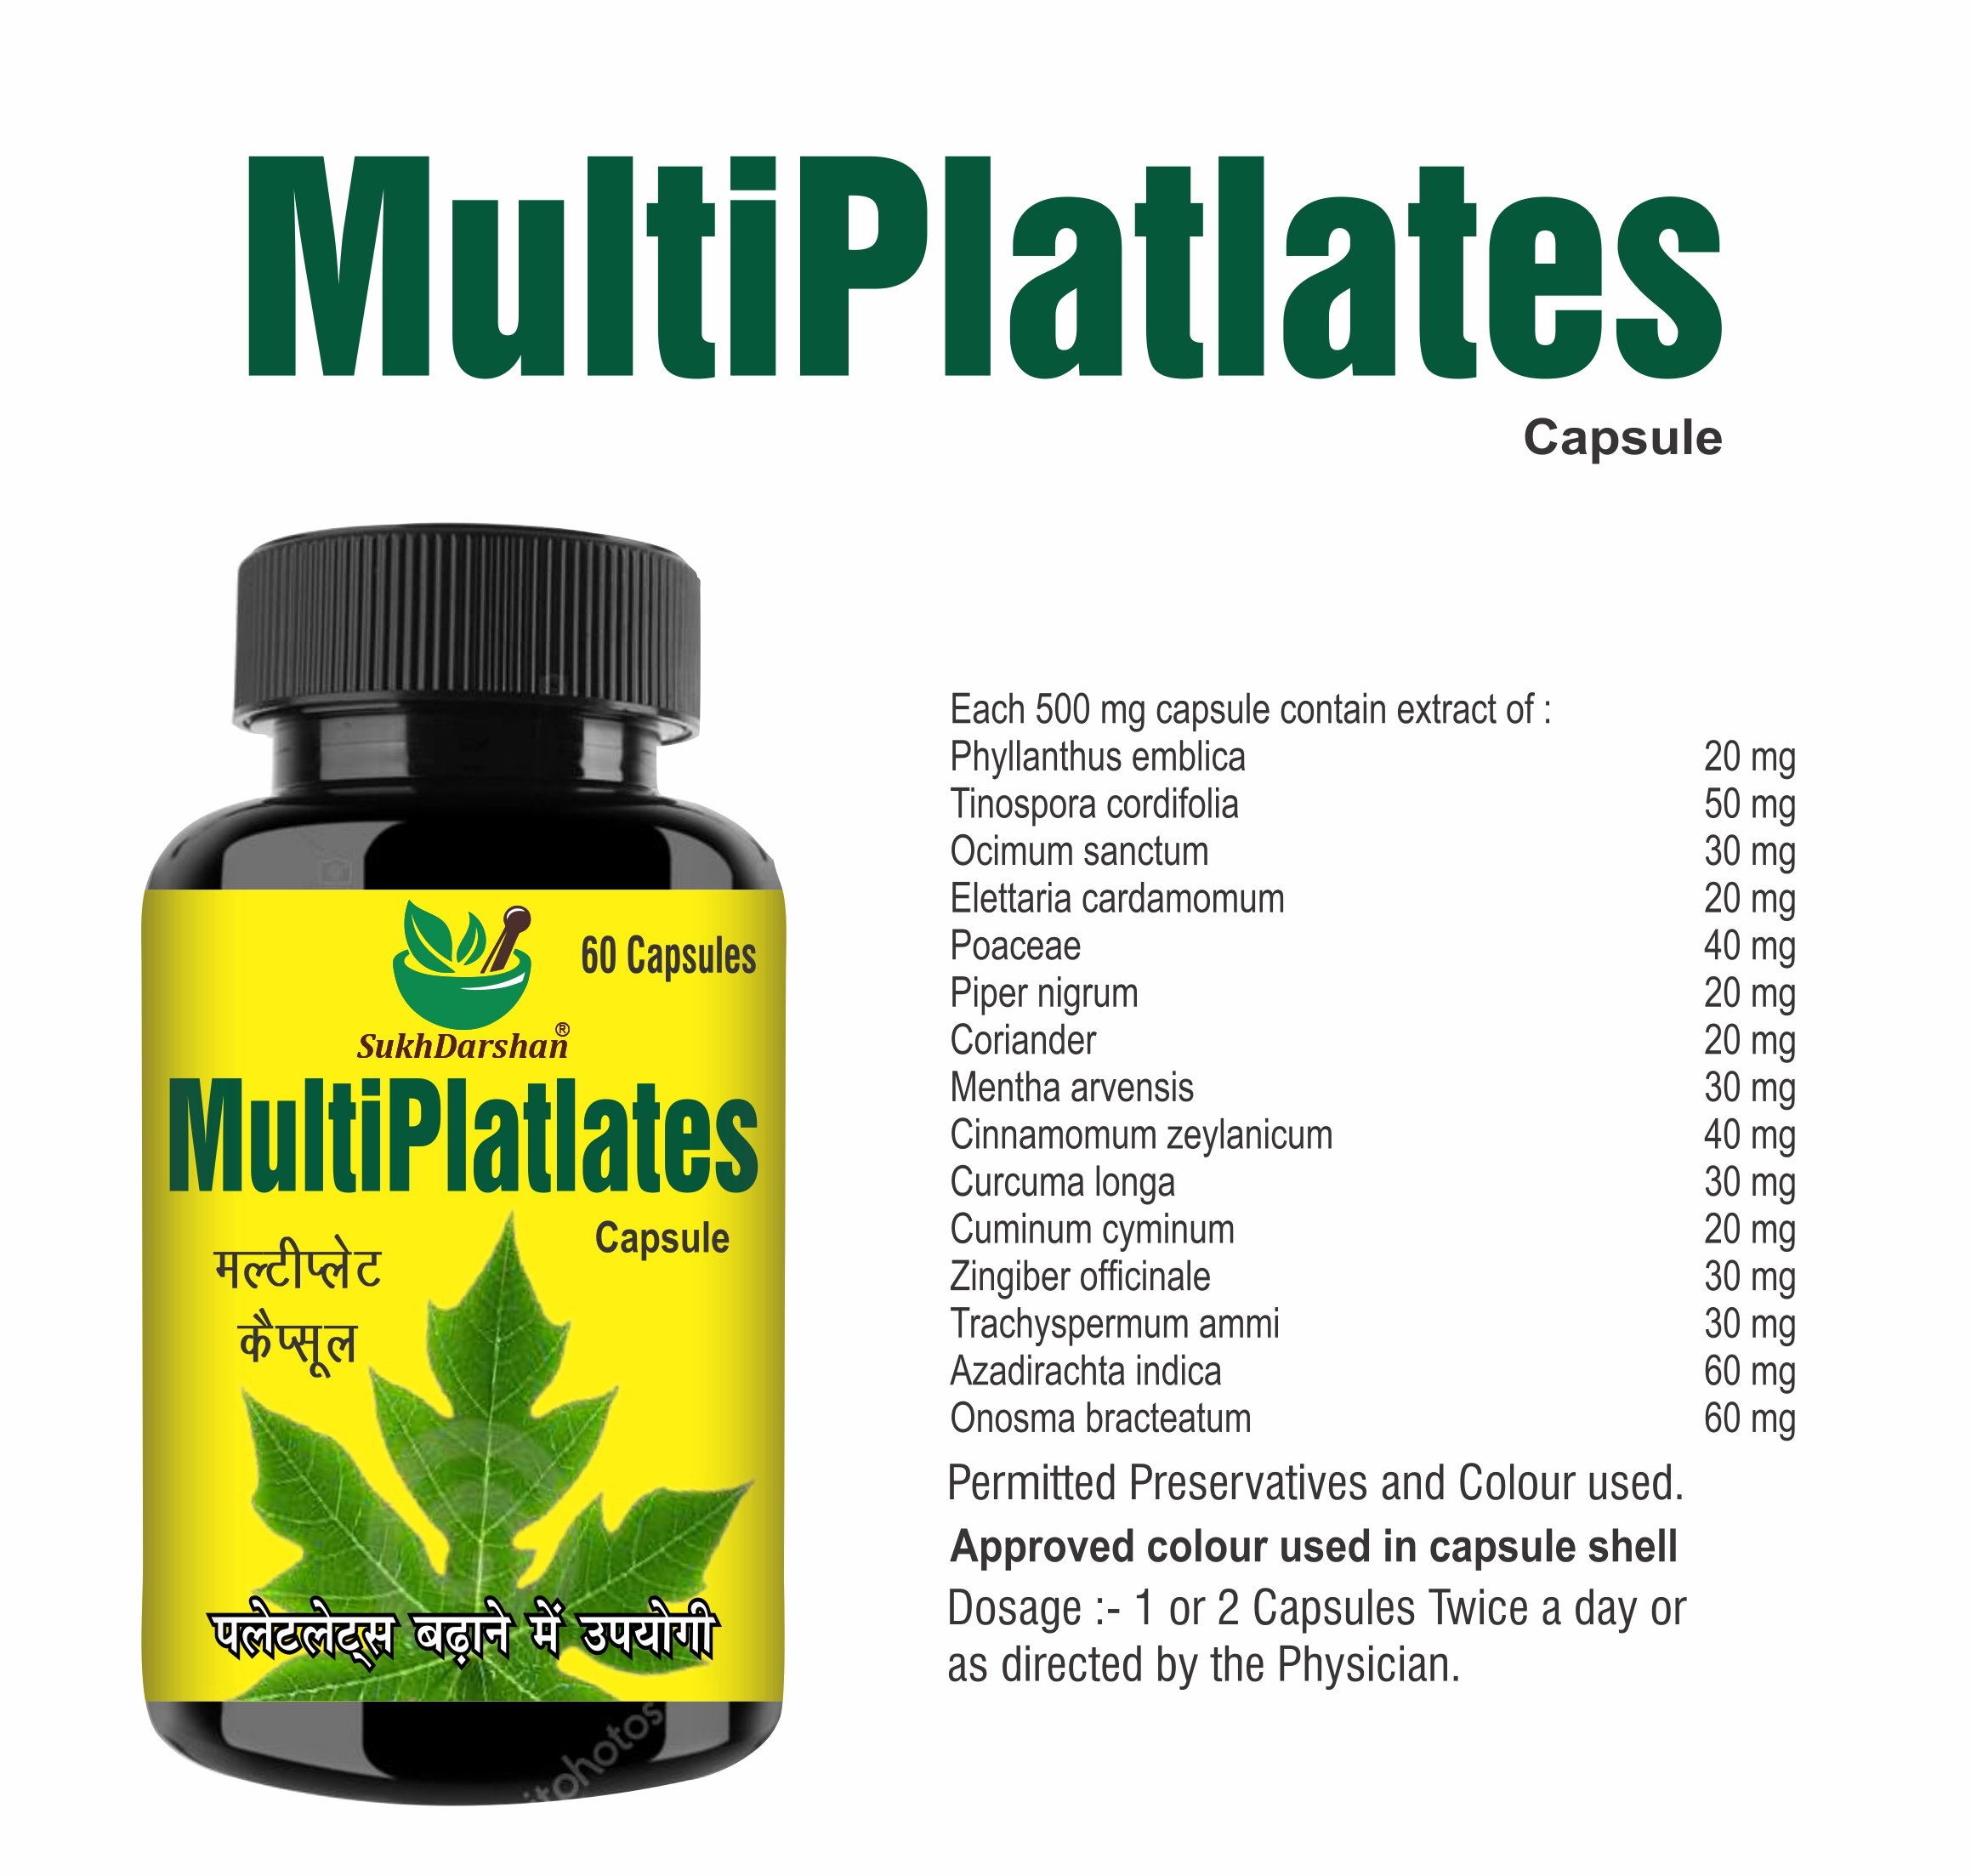 MultiPlatlates
Capsule
60 Capsules
SukhDarshan®
MultiPlatlates
Capsule
मल्टीप्लेट
कैप्सूल
पलेटलेट्स बढ़ाने में उपयोगी
Each 500 mg capsule contain extract of :
Phyllanthus emblica 20 mg
Tinospora cordifolia 50 mg
Ocimum sanctum 30 mg
Elettaria cardamomum 20 mg
Poaceae 40 mg
Piper nigrum 20 mg
Coriander 20 mg
Mentha arvensis 30 mg
Cinnamomum zeylanicum 40 mg
Curcuma longa 30 mg
Cuminum cyminum 20 mg
Zingiber officinale 30 mg
Trachyspermum ammi 30 mg
Azadirachta indica 60 mg
Onosma bracteatum 60 mg
Permitted Preservatives and Colour used.
Approved colour used in capsule shell
Dosage :- 1 or 2 Capsules Twice a day or
as directed by the Physician.